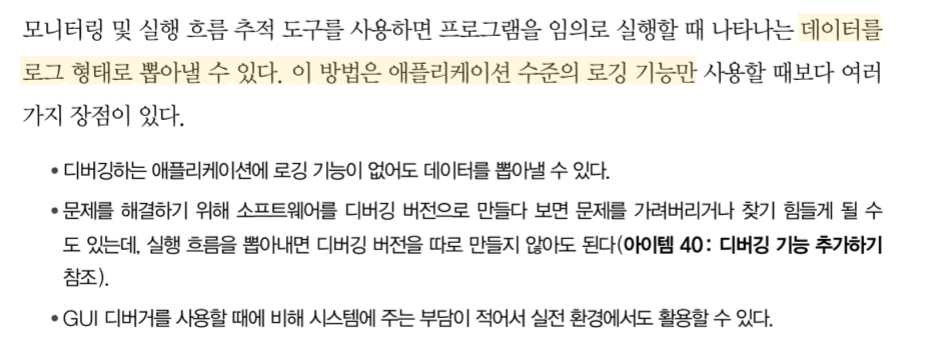 모니터링 및 실행 흐름 추적 도구를 사용하면 프로그램을 임의로 실행할 때 나타나는 데이터를
로그 형태로 뽑아낼 수 있다. 이 방법은 애플리케이션 수준의 로깅 기능만 사용할 때보다 여러
가지 장점이 있다.
• 디버깅하는 애플리케이션에 로깅 기능이 없어도 데이터를 뽑아낼 수 있다.
• 문제를 해결하기 위해 소프트웨어를 디버깅 버전으로 만들다 보면 문제를 가려버리거나 찾기 힘들게 될 수
도 있는데, 실행 흐름을 뽑아내면 디버깅 버전을 따로 만들지 않아도 된다(아이템 40: 디버깅 기능 추가하기
참조).
• GUI 디버거를 사용할 때에 비해 시스템에 주는 부담이 적어서 실전 환경에서도 활용할 수 있다.